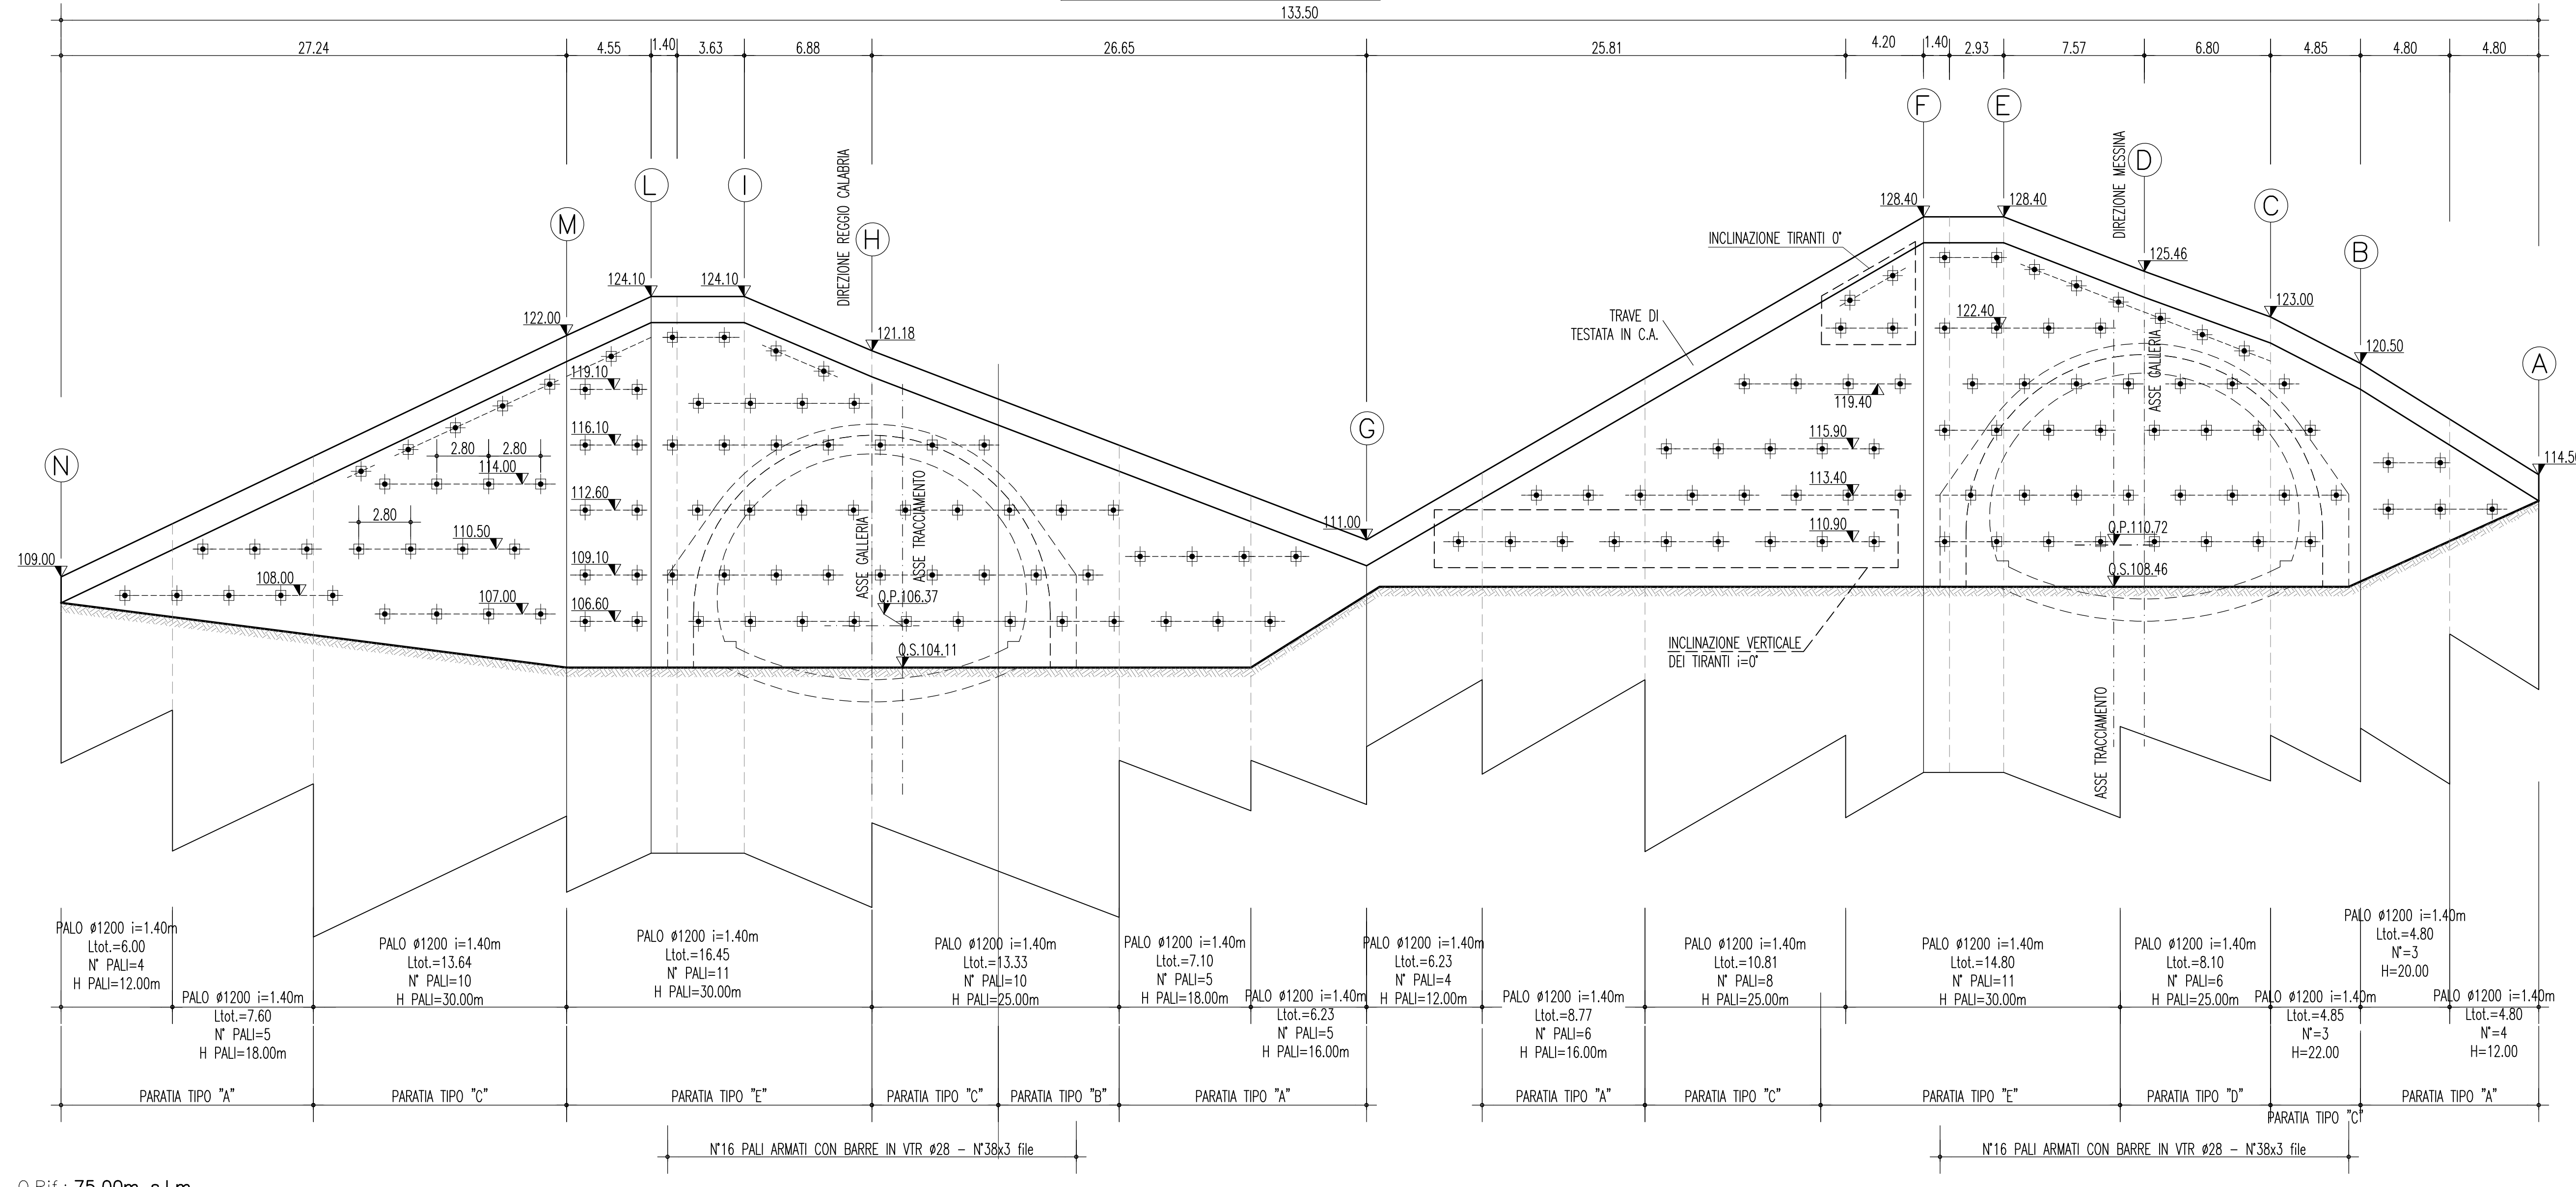 133.50
27.24 4.55 1.40 3.63 6.88 26.65 25.81 4.20 1.40 2.93 7.57 6.80 4.85 4.80 4.80
F E
DIREZIONE REGGIO CALABRIA
DIREZIONE MESSINA
D
L I
C
M
H
B
128.40 128.40
INCLINAZIONE TIRANTI 0°
125.46
124.10 124.10
123.00
122.00
122.40
TRAVE DI
TESTATA IN C.A.
121.18
120.50
A
119.10
119.40
ASSE GALLERIA
G
116.10
115.90
N
2.80 2.80
114.00
114.5
113.40
112.60
2.80
110.50
111.00
110.90
Q.P.110.72
ASSE GALLERIA
ASSE TRACCIAMENTO
109.00
109.10
Q.S.108.46
108.00
107.00
106.60
Q.P.106.37
Q.S.104.11
INCLINAZIONE VERTICALE
DEI TIRANTI i=0°
ASSE TRACCIAMENTO
PALO ø1200 i=1.40m
Ltot.=6.00
N° PALI=4
H PALI=12.00m
PALO ø1200 i=1.40m
Ltot.=7.60
N° PALI=5
H PALI=18.00m
PALO ø1200 i=1.40m
Ltot.=13.64
N° PALI=10
H PALI=30.00m
PALO ø1200 i=1.40m
Ltot.=16.45
N° PALI=11
H PALI=30.00m
PALO ø1200 i=1.40m
Ltot.=13.33
N° PALI=10
H PALI=25.00m
PALO ø1200 i=1.40m
Ltot.=7.10
N° PALI=5
H PALI=18.00m
PALO ø1200 i=1.40m
Ltot.=6.23
N° PALI=5
H PALI=16.00m
PALO ø1200 i=1.40m
Ltot.=6.23
N° PALI=4
H PALI=12.00m
PALO ø1200 i=1.40m
Ltot.=8.77
N° PALI=6
H PALI=16.00m
PALO ø1200 i=1.40m
Ltot.=10.81
N° PALI=8
H PALI=25.00m
PALO ø1200 i=1.40m
Ltot.=14.80
N° PALI=11
H PALI=30.00m
PALO ø1200 i=1.40m
Ltot.=8.10
N° PALI=6
H PALI=25.00m
PALO ø1200 i=1.40m
Ltot.=4.85
N°=3
H=22.00
PALO ø1200 i=1.40m
Ltot.=4.80
N°=3
H=20.00
PALO ø1200 i=1.40m
Ltot.=4.80
N°=4
H=12.00
PARATIA TIPO "A" PARATIA TIPO "C" PARATIA TIPO "E" PARATIA TIPO "C" PARATIA TIPO "B" PARATIA TIPO "A" PARATIA TIPO "A" PARATIA TIPO "C" PARATIA TIPO "E" PARATIA TIPO "D" PARATIA TIPO "A"
PARATIA TIPO "C"
N°16 PALI ARMATI CON BARRE IN VTR ø28 – N°38x3 file
N°16 PALI ARMATI CON BARRE IN VTR ø28 – N°38x3 file
Q.Rif.: 75.00m s.l.m.